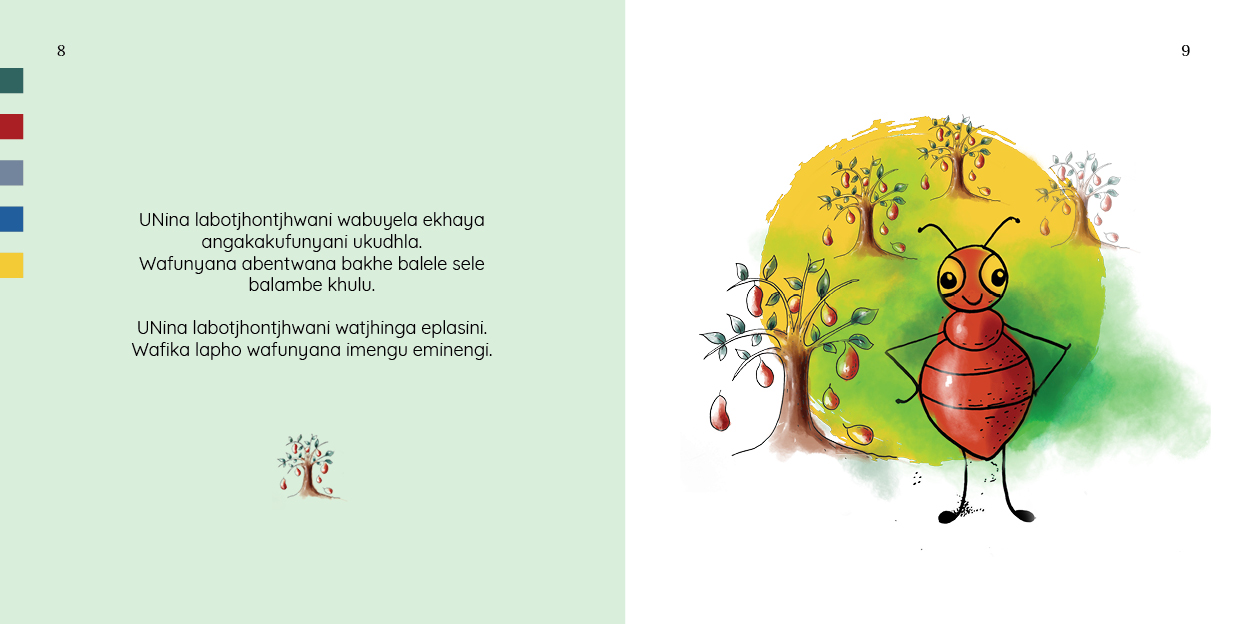 8
UNina labotjhontjhwani wabuyela ekhaya
angakakufunyani ukudhla.
Wafunyana abentwana bakhe balele sele
balambe khulu.
UNina labotjhontjhwani watjhinga eplasini.
Wafika lapho wafunyana imengu eminengi.
9